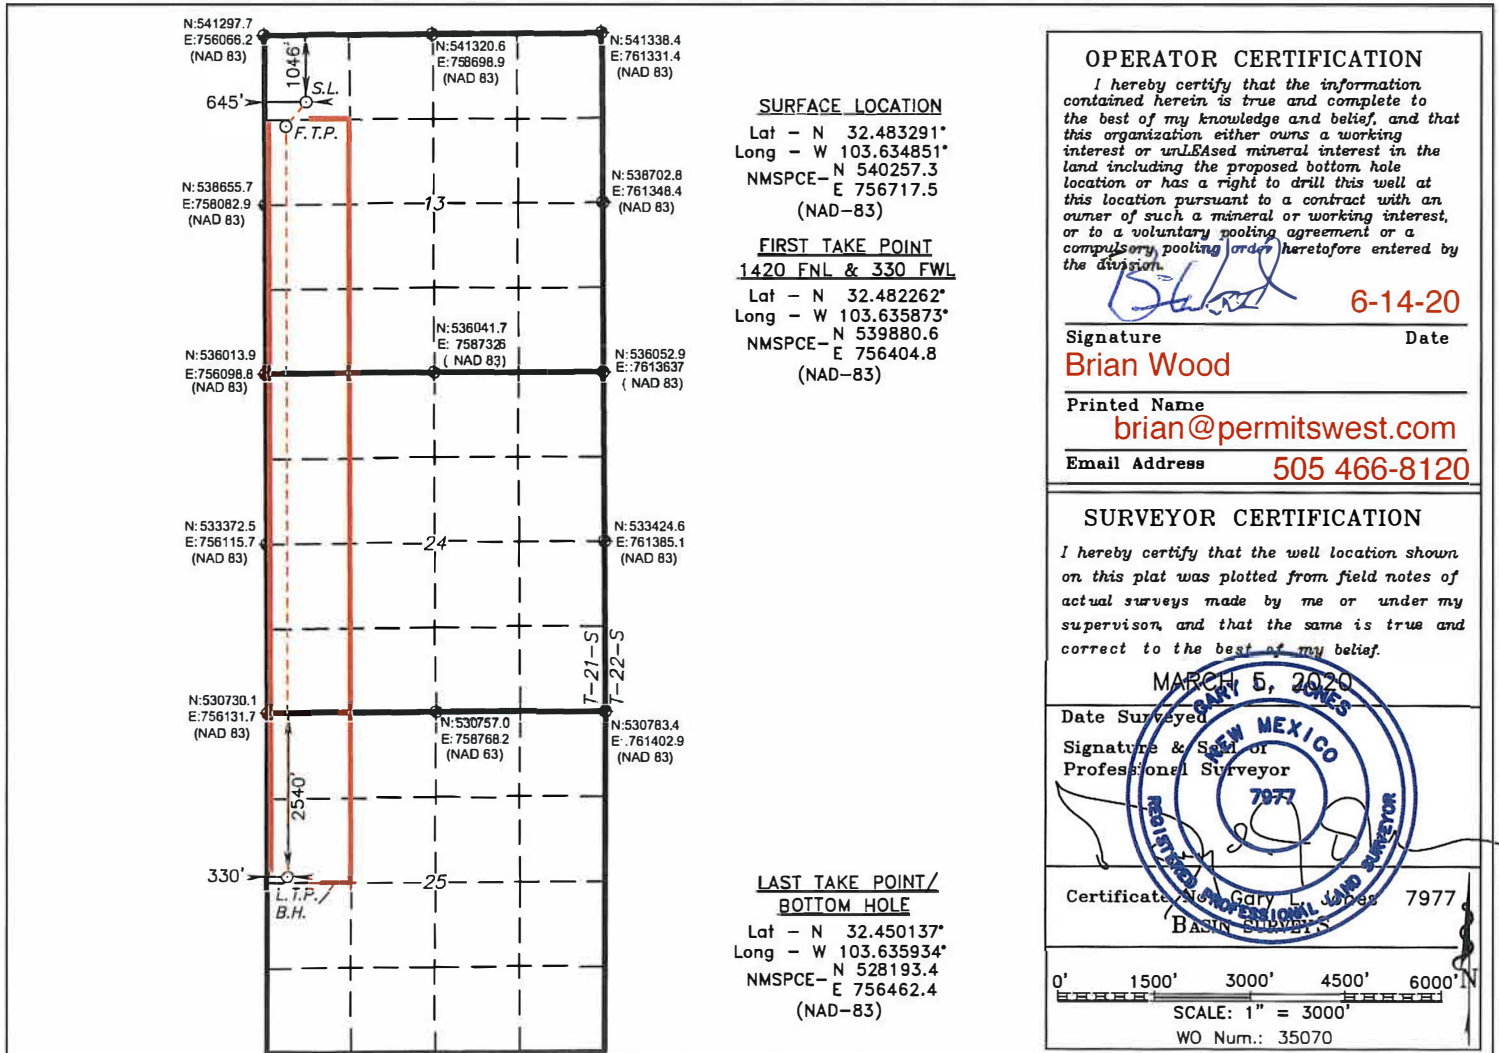 N:541297.7
E:756066.2
(NAD 83)
N:541320.6
E:758698.9
(NAD 83)
N:541338.4
E:761331.4
(NAD 83)
1046'
645'
S.L.
F.T.P.
N:538655.7
E:758082.9
(NAD 83)
13
N:538702.8
E:761348.4
(NAD 83)
N:536041.7
E: 7587326
( NAD 83)
N:536013.9
E:756098.8
(NAD 83)
N:536052.9
E::7613637
( NAD 83)
N:533372.5
E:756115.7
(NAD 83)
24
N:533424.6
E:761385.1
(NAD 83)
T-21-S
T-22-S
N:530730.1
E:756131.7
(NAD 83)
N:530757.0
E:758768.2
(NAD 63)
N:530783.4
E:.761402.9
(NAD 83)
2540'
330'
25
L.T.P./
B.H.
SURFACE LOCATION
Lat - N 32.483291°
Long - W 103.634851°
NMSPCE- N 540257.3
E 756717.5
(NAD-83)
FIRST TAKE POINT
1420 FNL & 330 FWL
Lat - N 32.482262°
Long - W 103.635873°
NMSPCE- N 539880.6
E 756404.8
(NAD-83)
LAST TAKE POINT/
BOTTOM HOLE
Lat - N 32.450137°
Long - W 103.635934°
NMSPCE- N 528193.4
E 756462.4
(NAD-83)
OPERATOR CERTIFICATION
I hereby certify that the information
contained herein is true and complete to
the best of my knowledge and belief, and that
this organization either owns a working
interest or unLEAsed mineral interest in the
land including the proposed bottom hole
location or has a right to drill this well at
this location pursuant to a contract with an
owner of such a mineral or working interest,
or to a voluntary pooling agreement or a
compulsory pooling order heretofore entered by
the division.
6-14-20
Signature Date
Brian Wood
Printed Name
brian@permitswest.com
Email Address 505 466-8120
SURVEYOR CERTIFICATION
I hereby certify that the well location shown
on this plat was plotted from field notes of
actual surveys made by me or under my
supervison, and that the same is true and
correct to the best of my belief.
MARCH 5, 2020
Date Surveyed
Signature & Seal of
Professional Surveyor
GARY L. JONES
NEW MEXICO
7977
REGISTERED PROFESSIONAL LAND SURVEYOR
Certificate No. Gary L. Jones 7977
BASIN SURVEYS
0' 1500' 3000' 4500' 6000'
N
SCALE: 1" = 3000'
WO Num.: 35070